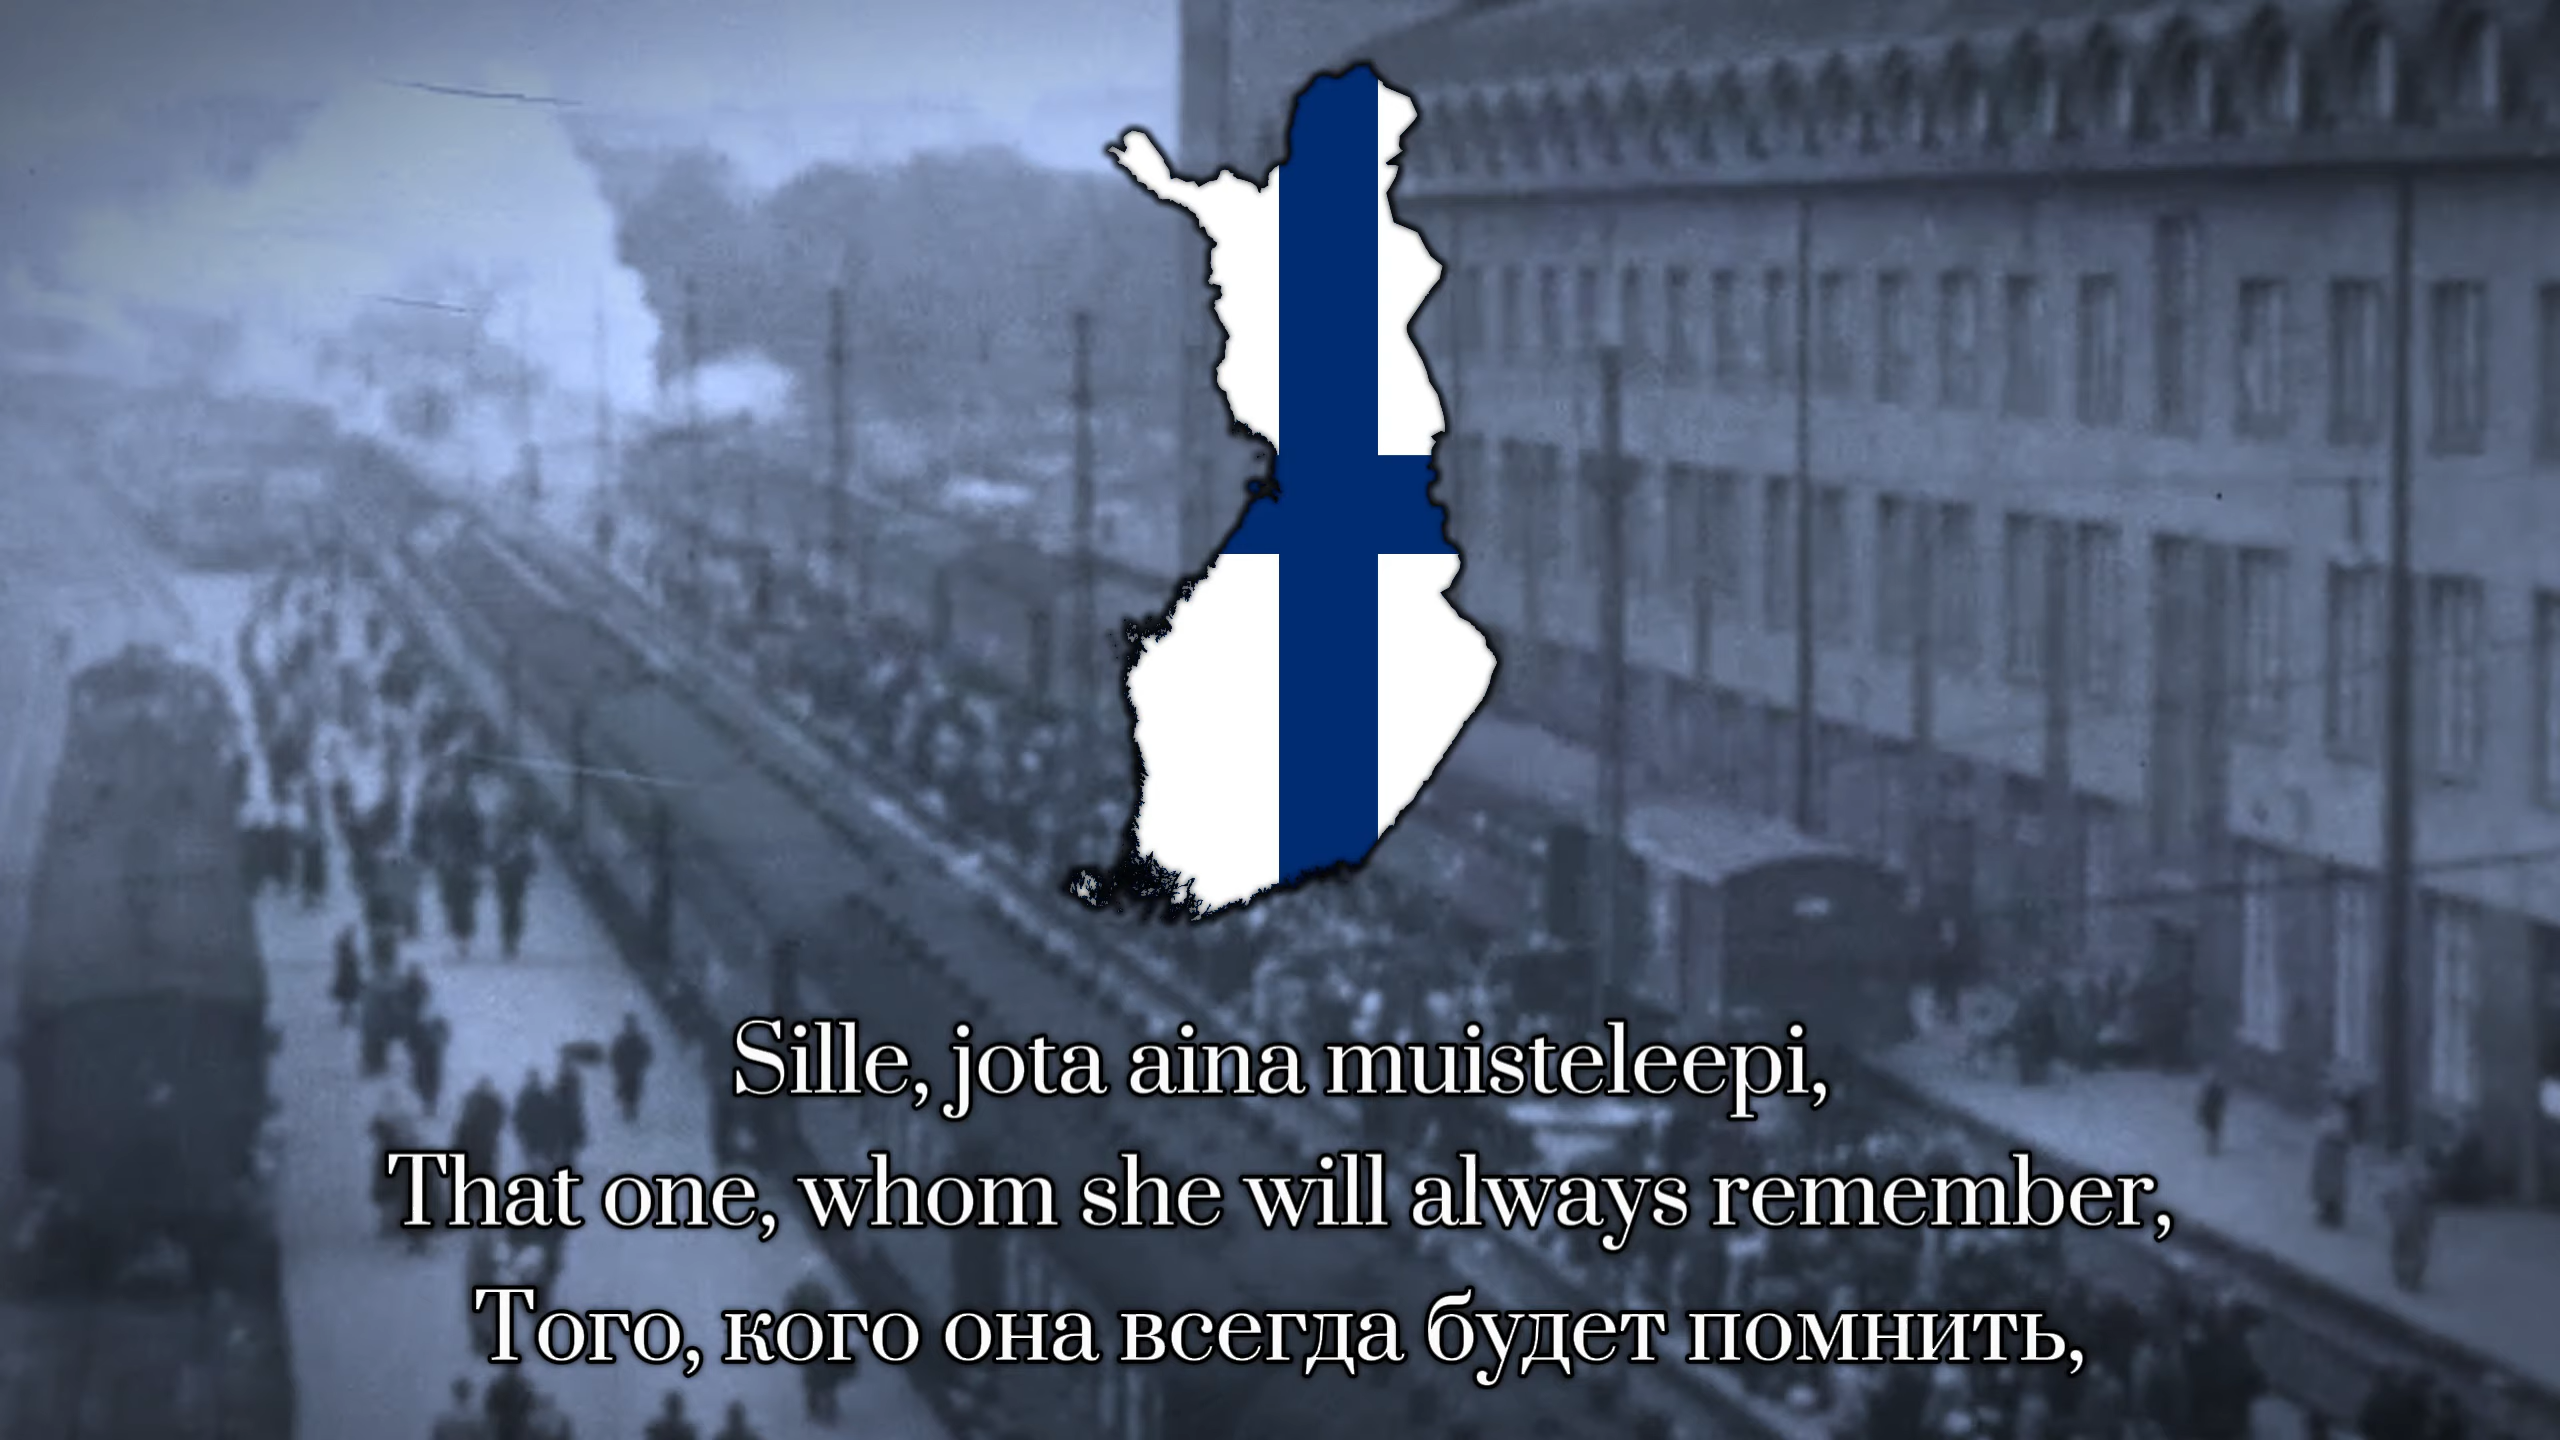 Sille, jota aina muisteleepi,
That one, whom she will always remember,
Того, кого она всегда будет помнить,